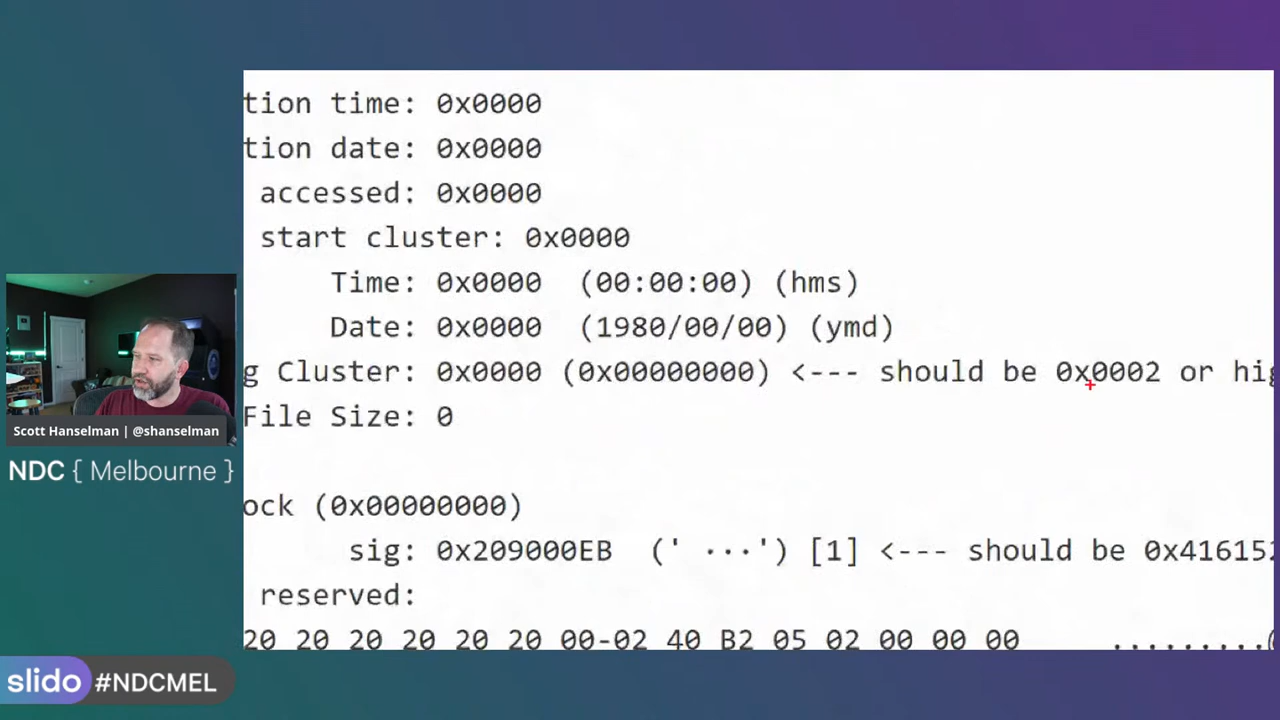 tion time: 0x0000
tion date: 0x0000
accessed: 0x0000
start cluster: 0x0000
Time: 0x0000 (00:00:00) (hms)
Date: 0x0000 (1980/00/00) (ymd)
g Cluster: 0x0000 (0x00000000) <--- should be 0x0002 or hig
File Size: 0
ock (0x00000000)
sig: 0x209000EB (' ···') [1] <--- should be 0x416152
reserved:
20 20 20 20 20 20 00-02 40 B2 05 02 00 00 00 .........@
Scott Hanselman | @shanselman
NDC { Melbourne }
slido #NDCMEL